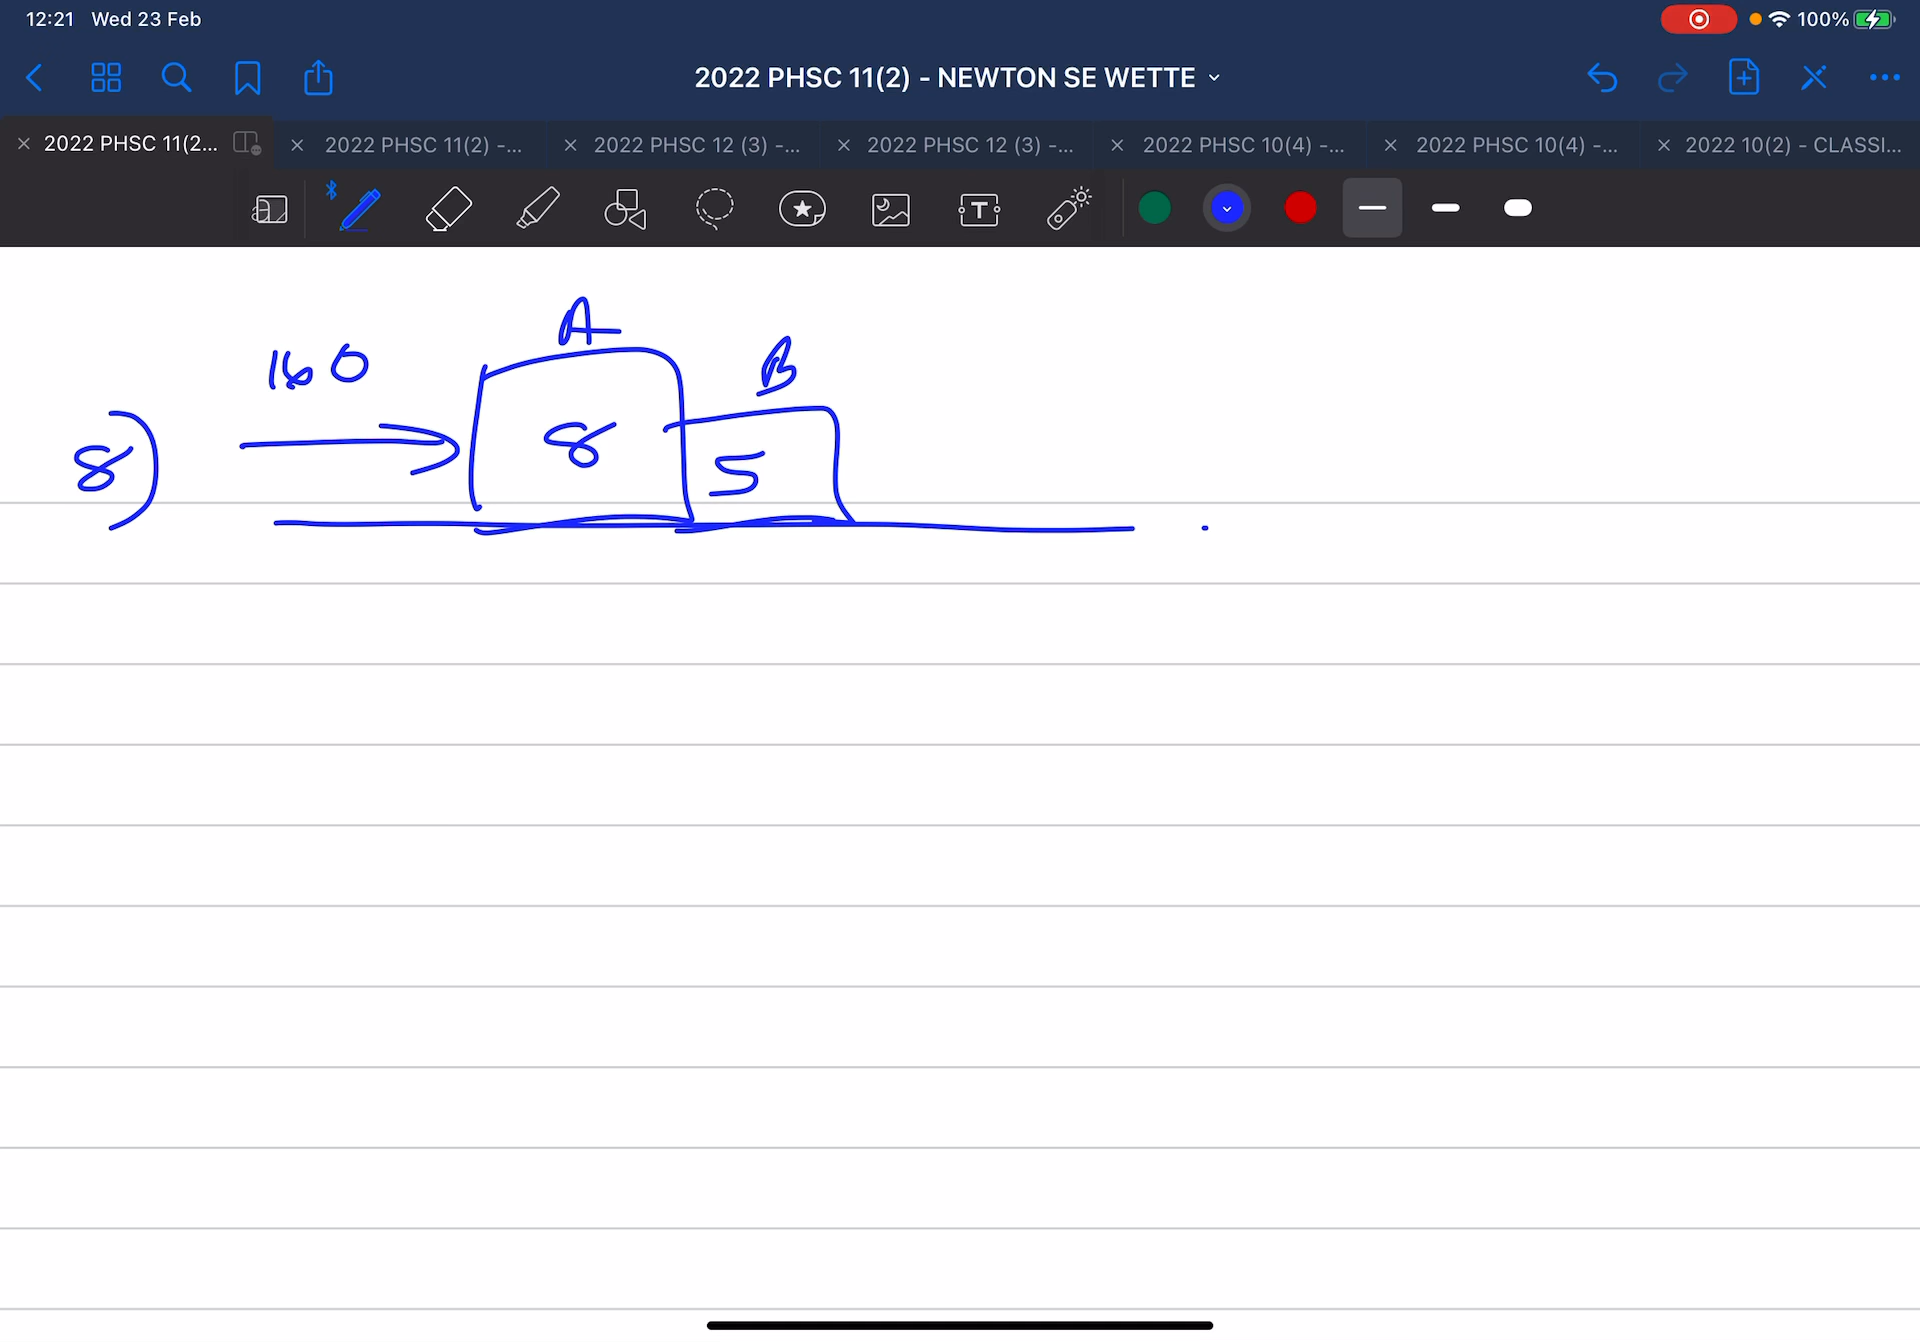 12:21 Wed 23 Feb 100%
2022 PHSC 11(2) - NEWTON SE WETTE
2022 PHSC 11(2... 2022 PHSC 11(2) -... 2022 PHSC 12 (3) -... 2022 PHSC 12 (3) -... 2022 PHSC 10(4) -... 2022 PHSC 10(4) -... 2022 10(2) - CLASSI...
T
A
160 B
8) 8 5